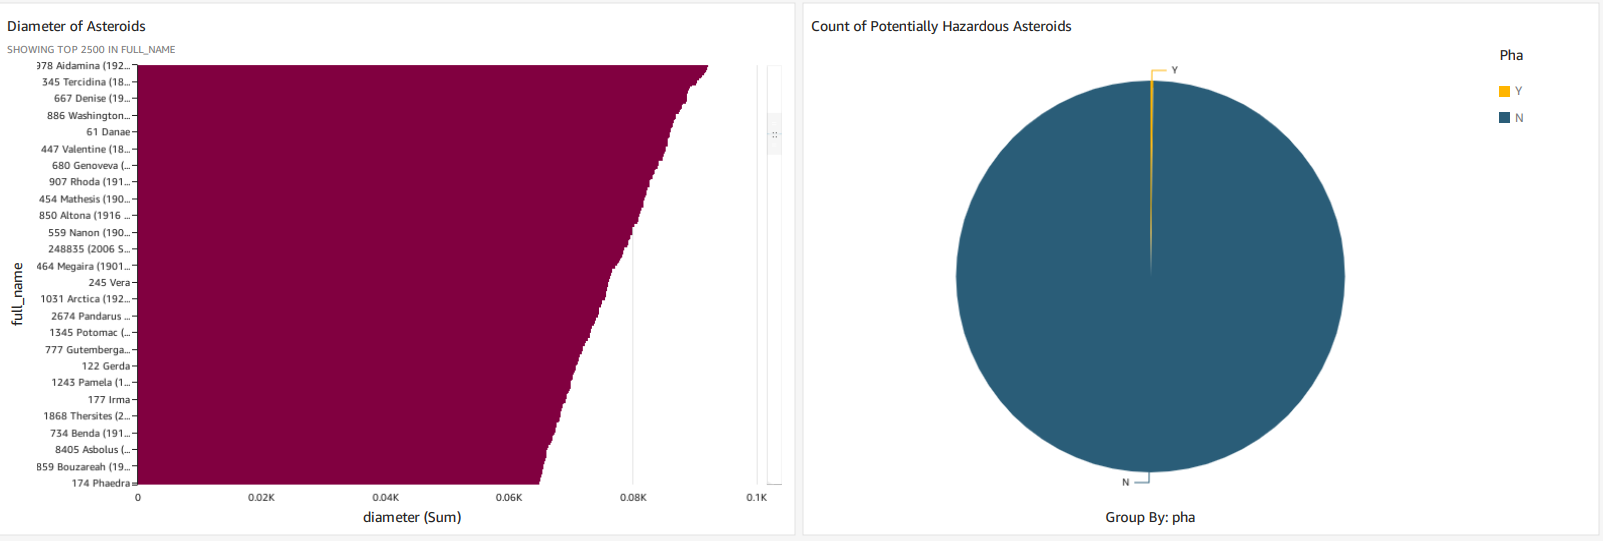 Diameter of Asteroids
SHOWING TOP 2500 IN FULL_NAME
978 Aidamina (192...
345 Tercidina (18...
667 Denise (19...
886 Washington...
61 Danae
447 Valentine (18...
680 Genoveva (...
907 Rhoda (191...
454 Mathesis (190...
850 Altona (1916 ...
559 Nanon (190...
248835 (2006 S...
464 Megaira (1901...
245 Vera
1031 Arctica (192...
2674 Pandarus ...
1345 Potomac (...
777 Gutemberga...
122 Gerda
1243 Pamela (1...
177 Irma
1868 Thersites (2...
734 Benda (191...
8405 Asbolus (...
859 Bouzareah (19...
174 Phaedra
full_name
0
0.02K
0.04K
0.06K
0.08K
0.1K
diameter (Sum)
Count of Potentially Hazardous Asteroids
Pha
Y
N
Y
N
Group By: pha